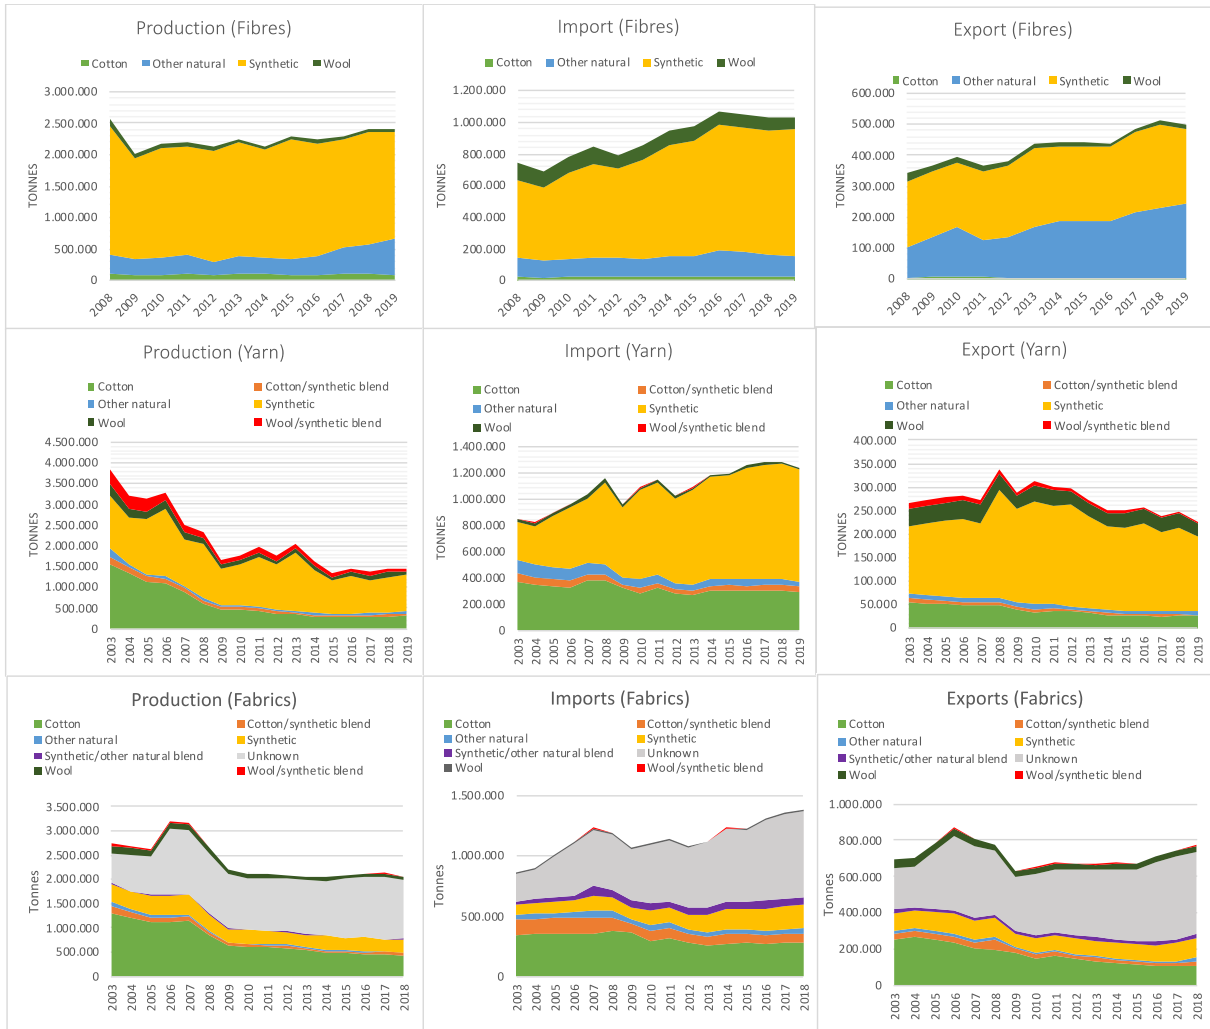 Production (Fibres)
Cotton Other natural Synthetic Wool
TONNES
3.000.000
2.500.000
2.000.000
1.500.000
1.000.000
500.000
0
2008 2009 2010 2011 2012 2013 2014 2015 2016 2017 2018 2019
Import (Fibres)
Cotton Other natural Synthetic Wool
TONNES
1.200.000
1.000.000
800.000
600.000
400.000
200.000
0
2008 2009 2010 2011 2012 2013 2014 2015 2016 2017 2018 2019
Export (Fibres)
Cotton Other natural Synthetic Wool
TONNES
600.000
500.000
400.000
300.000
200.000
100.000
0
2008 2009 2010 2011 2012 2013 2014 2015 2016 2017 2018 2019
Production (Yarn)
Cotton Cotton/synthetic blend
Other natural Synthetic
Wool Wool/synthetic blend
TONNES
4.500.000
4.000.000
3.500.000
3.000.000
2.500.000
2.000.000
1.500.000
1.000.000
500.000
0
2003 2004 2005 2006 2007 2008 2009 2010 2011 2012 2013 2014 2015 2016 2017 2018 2019
Import (Yarn)
Cotton Cotton/synthetic blend
Other natural Synthetic
Wool Wool/synthetic blend
TONNES
1.400.000
1.200.000
1.000.000
800.000
600.000
400.000
200.000
0
2003 2004 2005 2006 2007 2008 2009 2010 2011 2012 2013 2014 2015 2016 2017 2018 2019
Export (Yarn)
Cotton Cotton/synthetic blend
Other natural Synthetic
Wool Wool/synthetic blend
TONNES
400.000
350.000
300.000
250.000
200.000
150.000
100.000
50.000
0
2003 2004 2005 2006 2007 2008 2009 2010 2011 2012 2013 2014 2015 2016 2017 2018 2019
Production (Fabrics)
Cotton Cotton/synthetic blend
Other natural Synthetic
Synthetic/other natural blend Unknown
Wool Wool/synthetic blend
Tonnes
3.500.000
3.000.000
2.500.000
2.000.000
1.500.000
1.000.000
500.000
0
2003 2004 2005 2006 2007 2008 2009 2010 2011 2012 2013 2014 2015 2016 2017 2018
Imports (Fabrics)
Cotton Cotton/synthetic blend
Other natural Synthetic
Synthetic/other natural blend Unknown
Wool Wool/synthetic blend
Tonnes
1.500.000
1.000.000
500.000
0
2003 2004 2005 2006 2007 2008 2009 2010 2011 2012 2013 2014 2015 2016 2017 2018
Exports (Fabrics)
Cotton Cotton/synthetic blend
Other natural Synthetic
Synthetic/other natural blend Unknown
Wool Wool/synthetic blend
Tonnes
1.000.000
800.000
600.000
400.000
200.000
0
2003 2004 2005 2006 2007 2008 2009 2010 2011 2012 2013 2014 2015 2016 2017 2018